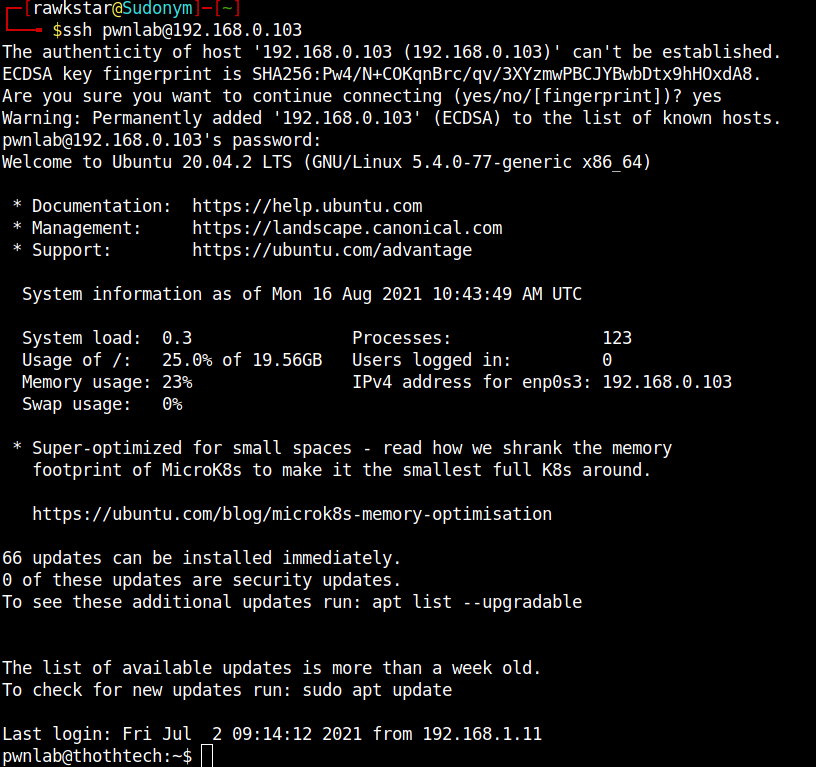 ┌─[rawkstar@Sudonym]─[~]
└──╼ $ssh pwnlab@192.168.0.103
The authenticity of host '192.168.0.103 (192.168.0.103)' can't be established.
ECDSA key fingerprint is SHA256:Pw4/N+COKqnBrc/qv/3XYzmwPBCJYBwbDtx9hHOxdA8.
Are you sure you want to continue connecting (yes/no/[fingerprint])? yes
Warning: Permanently added '192.168.0.103' (ECDSA) to the list of known hosts.
pwnlab@192.168.0.103's password:
Welcome to Ubuntu 20.04.2 LTS (GNU/Linux 5.4.0-77-generic x86_64)

 * Documentation:  https://help.ubuntu.com
 * Management:     https://landscape.canonical.com
 * Support:        https://ubuntu.com/advantage

  System information as of Mon 16 Aug 2021 10:43:49 AM UTC

  System load:  0.3                Processes:               123
  Usage of /:   25.0% of 19.56GB   Users logged in:         0
  Memory usage: 23%                IPv4 address for enp0s3: 192.168.0.103
  Swap usage:   0%

 * Super-optimized for small spaces - read how we shrank the memory
   footprint of MicroK8s to make it the smallest full K8s around.

   https://ubuntu.com/blog/microk8s-memory-optimisation

66 updates can be installed immediately.
0 of these updates are security updates.
To see these additional updates run: apt list --upgradable


The list of available updates is more than a week old.
To check for new updates run: sudo apt update

Last login: Fri Jul  2 09:14:12 2021 from 192.168.1.11
pwnlab@thothtech:~$